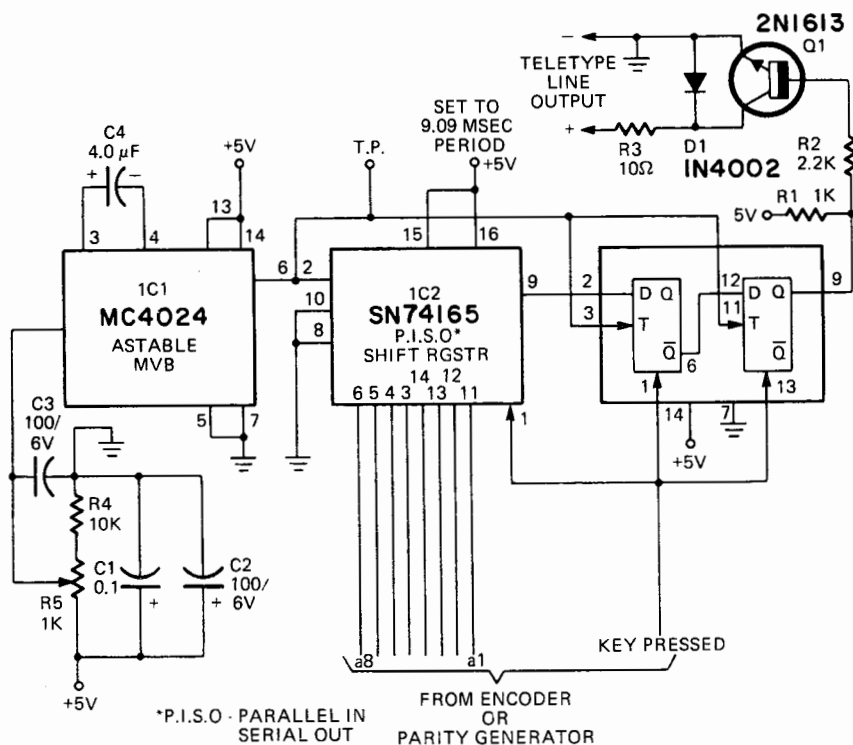 2N1613
Q1
−
TELETYPE
LINE
OUTPUT
+
R3
10Ω
D1
1N4002
R2
2.2K
R1 1K
5V
SET TO
9.09 MSEC
PERIOD
+5V
T.P.
C4
4.0 μF
+ −
+5V
3 4 13 14
1C1
MC4024
ASTABLE
MVB
6
5 7
15 16
2
10
8
1C2
SN74165
P.I.S.O*
SHIFT RGSTR
9
14 12
6 5 4 3 13 11
1
2
3
D Q
T
Q̅
1
6
12
11
D Q
T
Q̅
13
9
14
7
+5V
C3
100/
6V
R4
10K
R5
1K
C1
0.1
+
C2
100/
6V
+
+5V
a8 a1
KEY PRESSED
FROM ENCODER
OR
PARITY GENERATOR
*P.I.S.O - PARALLEL IN
SERIAL OUT